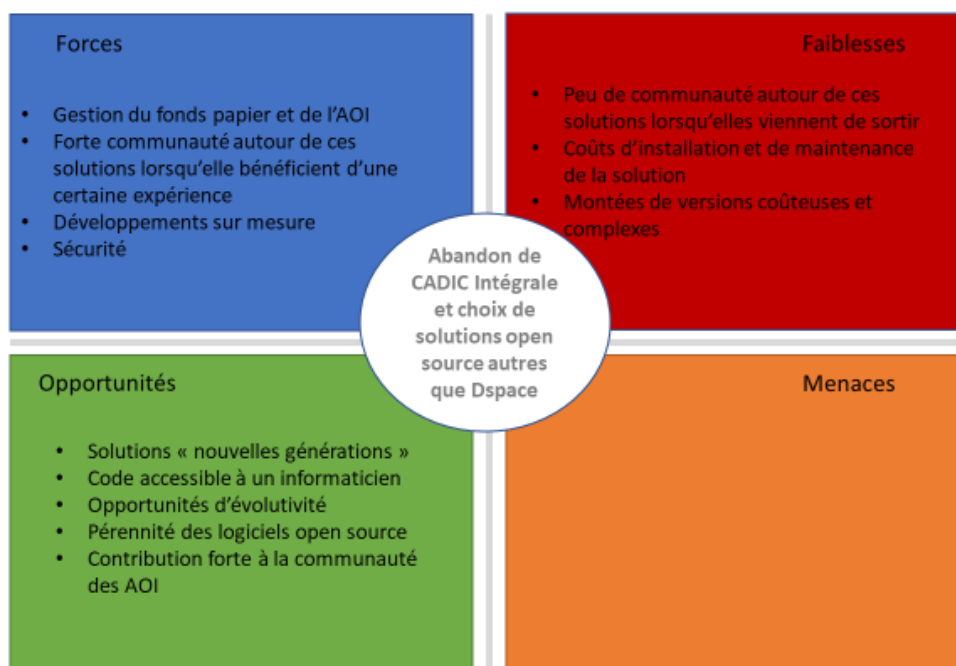 Forces
• Gestion du fonds papier et de l'AOI
• Forte communauté autour de ces
solutions lorsqu'elle bénéficient d'une
certaine expérience
• Développements sur mesure
• Sécurité
Faiblesses
• Peu de communauté autour de ces
solutions lorsqu'elles viennent de sortir
• Coûts d'installation et de maintenance
de la solution
• Montées de versions coûteuses et
complexes
Abandon de
CADIC Intégrale
et choix de
solutions open
source autres
que Dspace
Opportunités
• Solutions « nouvelles générations »
• Code accessible à un informaticien
• Opportunités d'évolutivité
• Pérennité des logiciels open source
• Contribution forte à la communauté
des AOI
Menaces